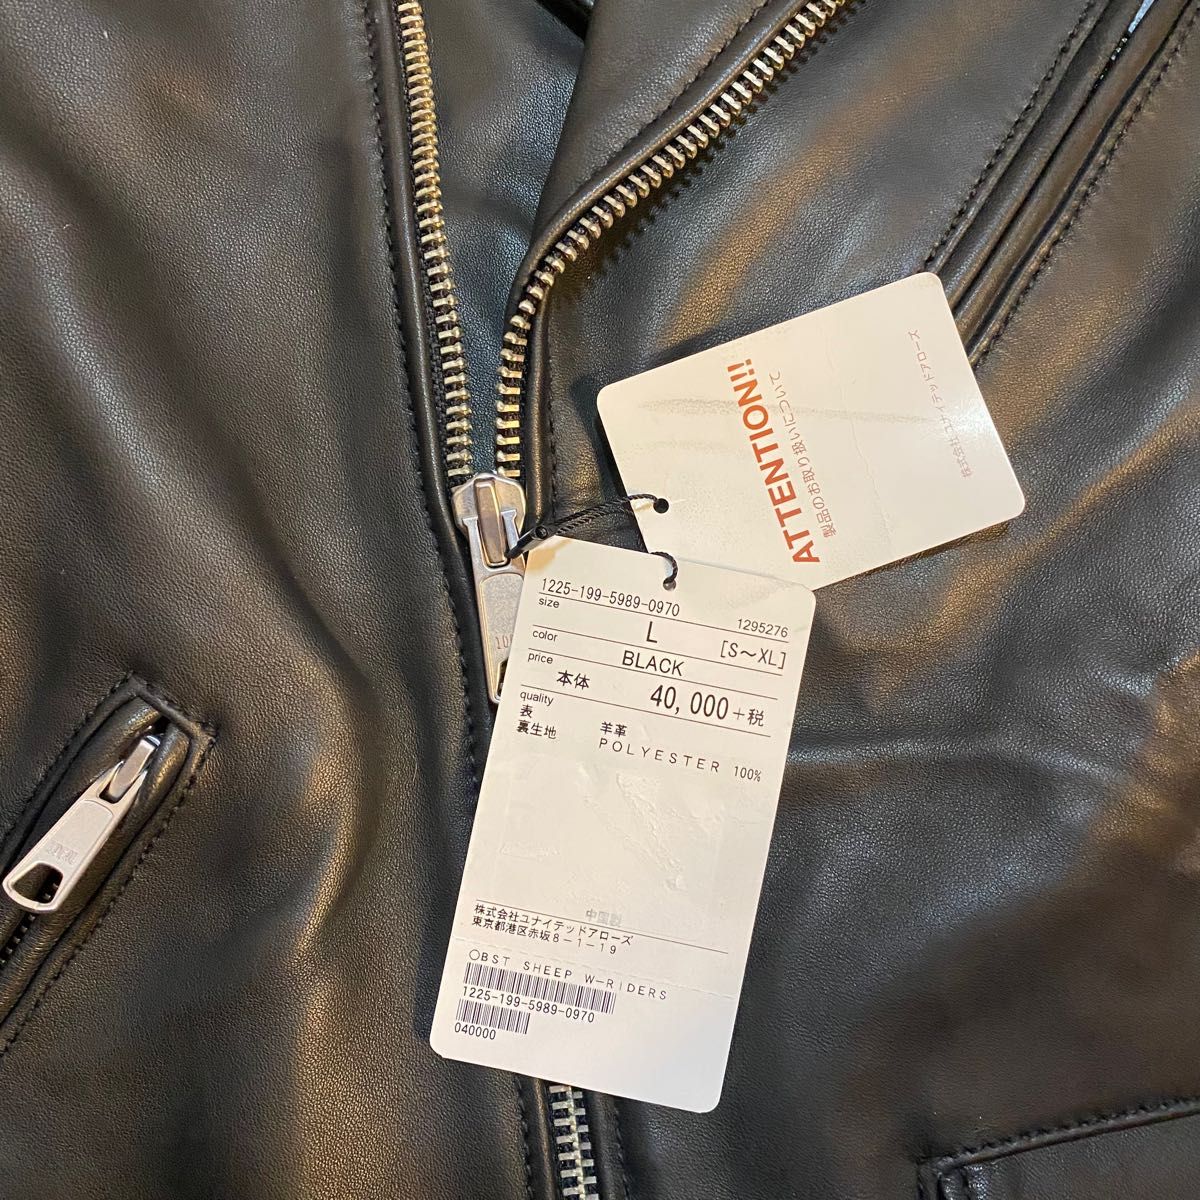 ATTENTION!!
製品のお取り扱いについて
株式会社ユナイテッドアローズ
1225-199-5989-0970
size
1295276
L
[S〜XL]
color
BLACK
price
本体 40,000+税
quality
表 羊革
裏生地 POLYESTER 100%
中国製
株式会社ユナイテッドアローズ
東京都港区赤坂8-1-19
○BST SHEEP W-RIDERS
1225-199-5989-0970
040000